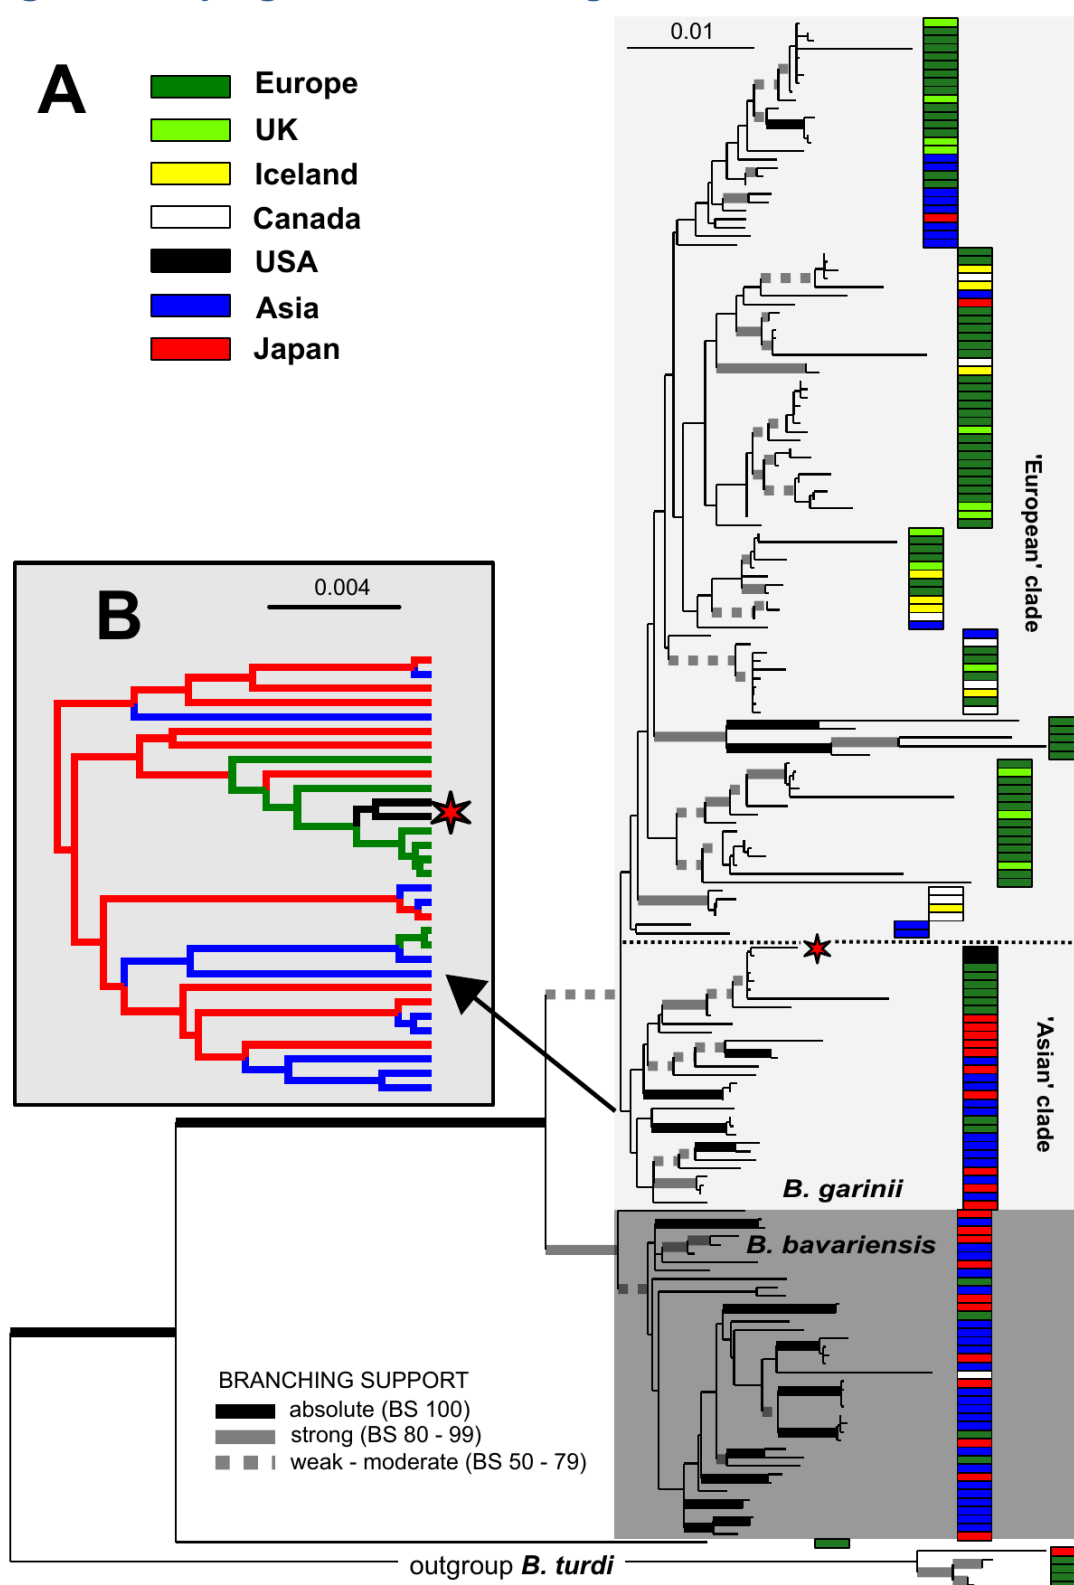 A
Europe
UK
Iceland
Canada
USA
Asia
Japan
0.01
'European' clade
B
0.004
'Asian' clade
B. garinii
B. bavariensis
BRANCHING SUPPORT
absolute (BS 100)
strong (BS 80 - 99)
weak - moderate (BS 50 - 79)
outgroup B. turdi